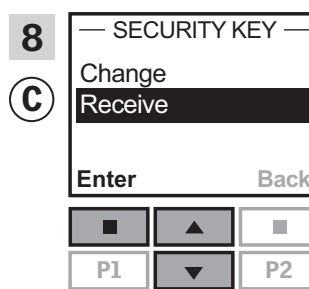 8
— SECURITY KEY —
C
Change
Receive
Enter Back
P1 P2